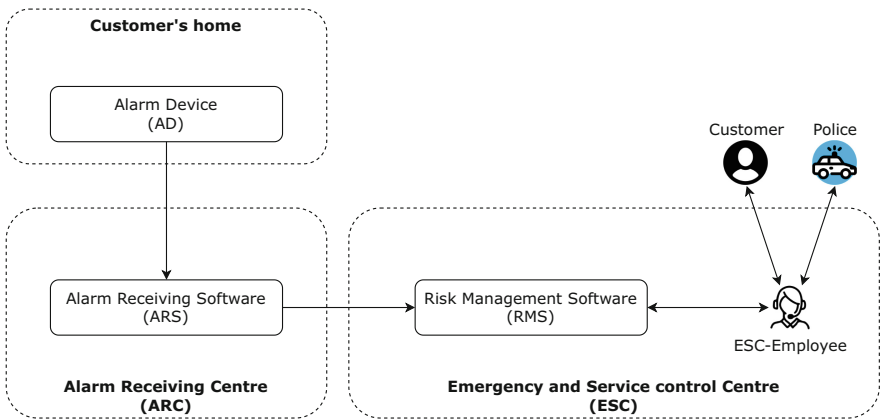 Customer's home
Alarm Device
(AD)
Customer
Police
Alarm Receiving Software
(ARS)
Risk Management Software
(RMS)
ESC-Employee
Alarm Receiving Centre
(ARC)
Emergency and Service control Centre
(ESC)